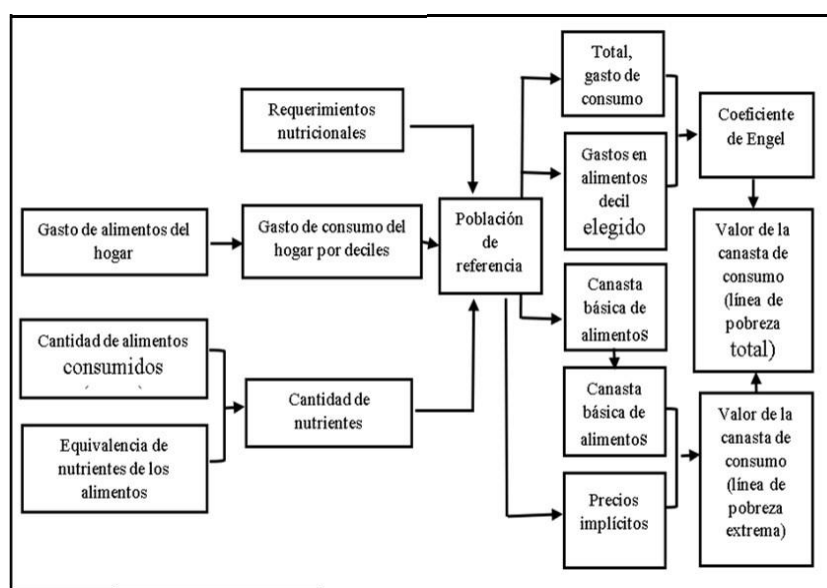 Requerimientos
nutricionales
Gasto de alimentos del
hogar
Gasto de consumo del
hogar por deciles
Cantidad de alimentos
consumidos
Equivalencia de
nutrientes de los
alimentos
Cantidad de
nutrientes
Población
de
referencia
Total,
gasto de
consumo
Gastos en
alimentos
decil
elegido
Canasta
básica de
alimentos
Canasta
básica de
alimentos
Precios
implícitos
Coeficiente
de Engel
Valor de la
canasta de
consumo
(línea de
pobreza
total)
Valor de la
canasta de
consumo
(línea de
pobreza
extrema)